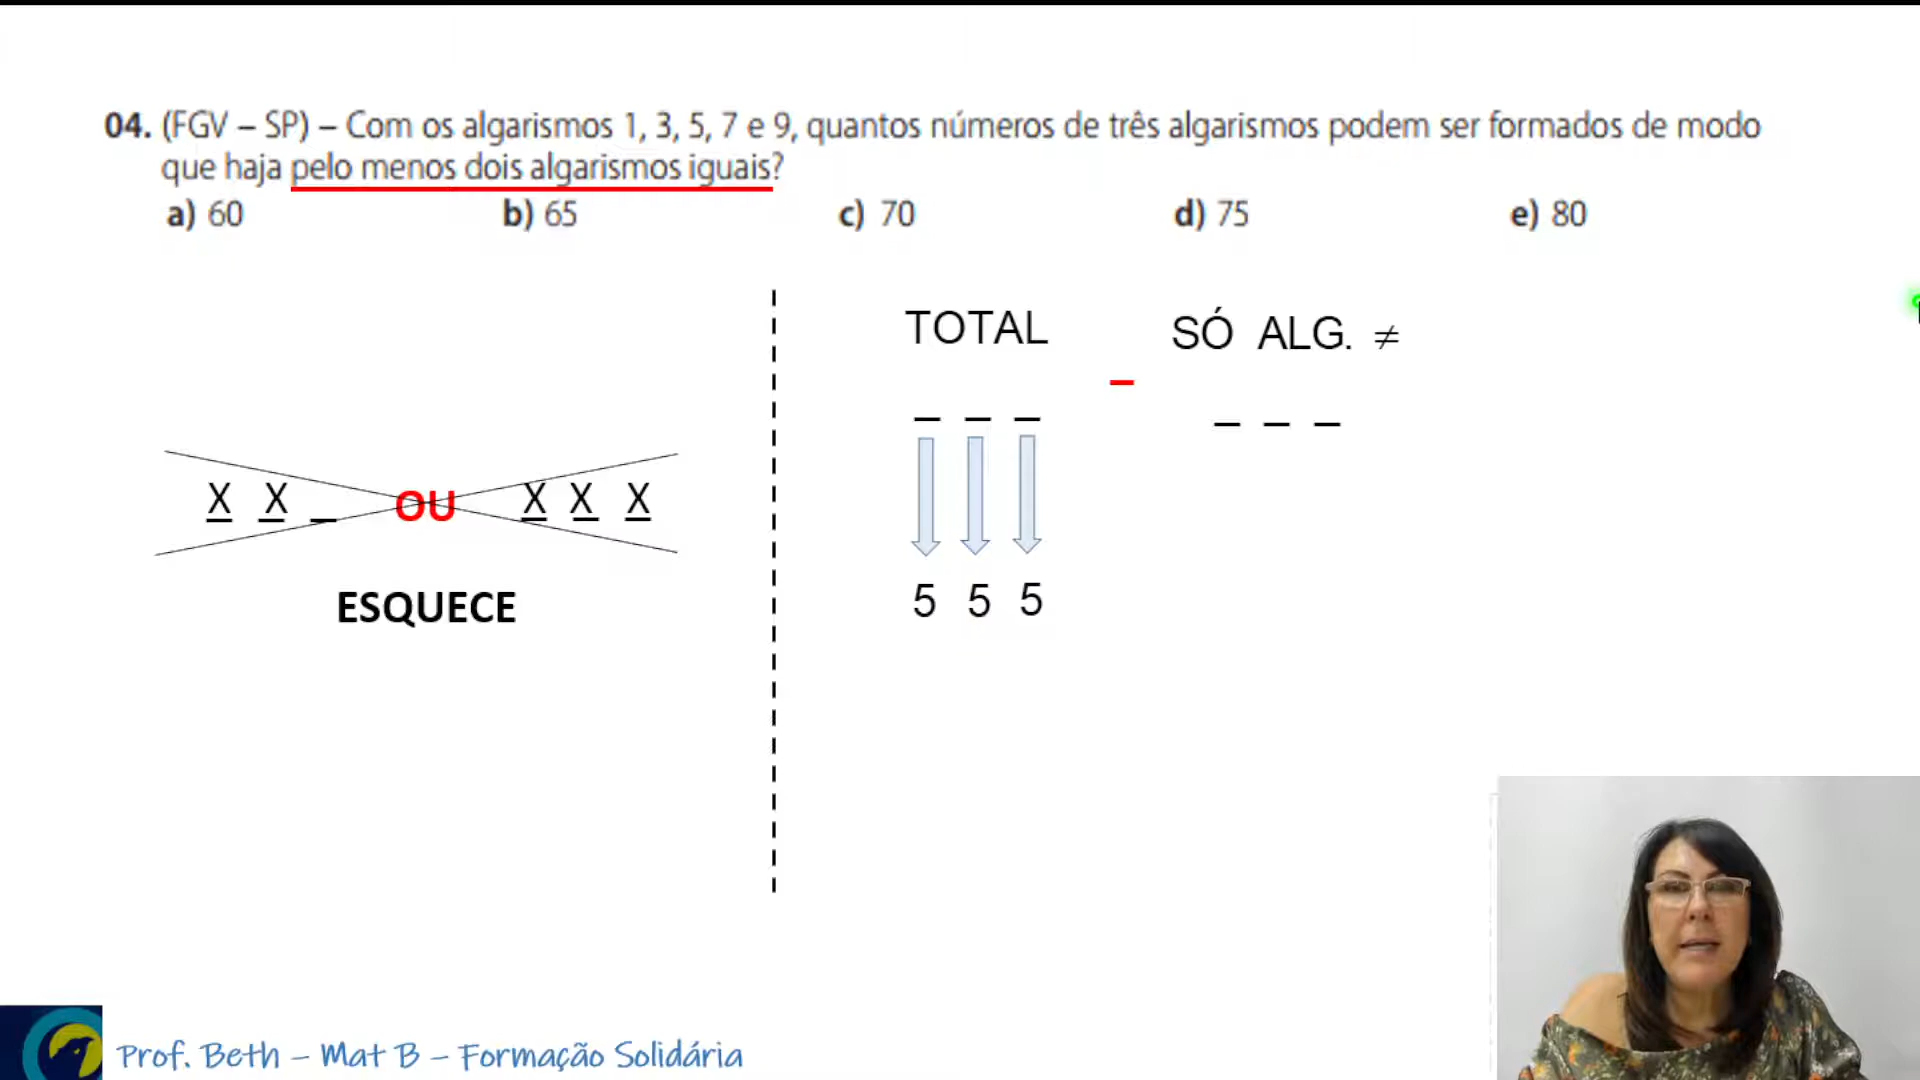 04. (FGV – SP) – Com os algarismos 1, 3, 5, 7 e 9, quantos números de três algarismos podem ser formados de modo
que haja pelo menos dois algarismos iguais?
a) 60 b) 65 c) 70 d) 75 e) 80
TOTAL – SÓ ALG. ≠
_ _ _ _ _ _
X X _ OU X X X
ESQUECE
5 5 5
Prof. Beth – Mat B – Formação Solidária